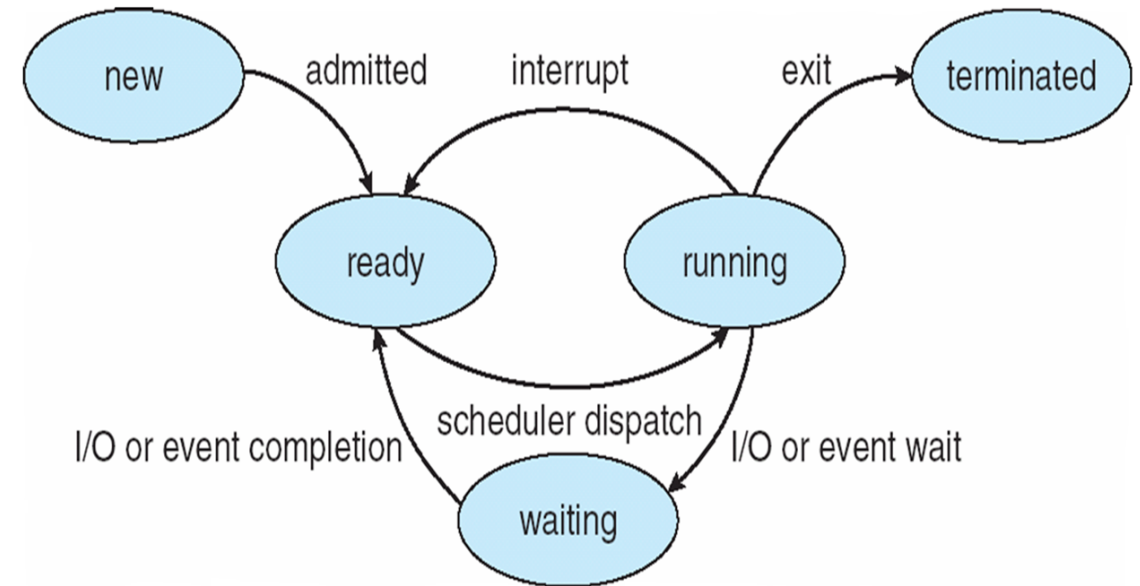 new
admitted
interrupt
exit
terminated
ready
running
scheduler dispatch
I/O or event completion
I/O or event wait
waiting